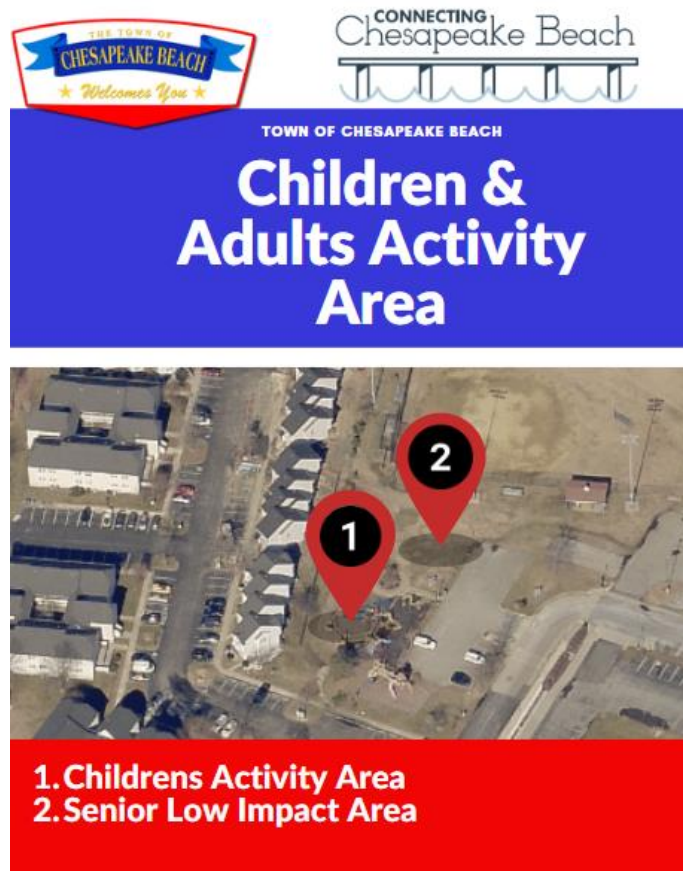 THE TOWN OF
CHESAPEAKE BEACH
Welcomes You
CONNECTING
Chesapeake Beach
TOWN OF CHESAPEAKE BEACH
Children &
Adults Activity
Area
2
1
1. Childrens Activity Area
2. Senior Low Impact Area